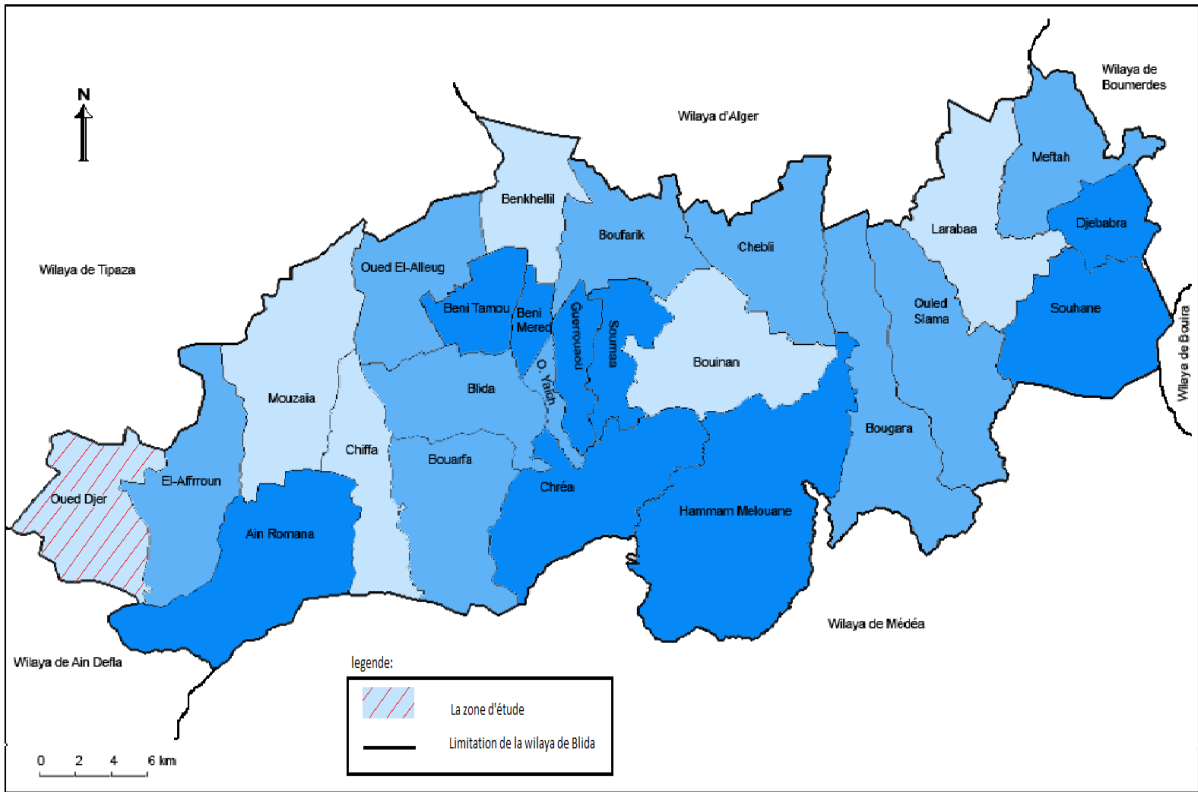 N
Wilaya de
Boumerdes
Wilaya d'Alger
Meftah
Benkhellil
Larabaa
Djebabra
Boufarik
Chebli
Wilaya de Tipaza
Oued El-Alleug
Ouled
Slama
Souhane
Beni Tamou
Beni
Mered
Guerrouaou
Soumaa
Wilaya de Bouira
Bouinan
O. Yaich
Blida
Mouzaia
Bougara
Chiffa
Bouarfa
El-Affrroun
Oued Djer
Chréa
Hammam Melouane
Ain Romana
Wilaya de Médéa
Wilaya de Ain Defla
legende:
La zone d'étude
Limitation de la wilaya de Blida
0 2 4 6 km